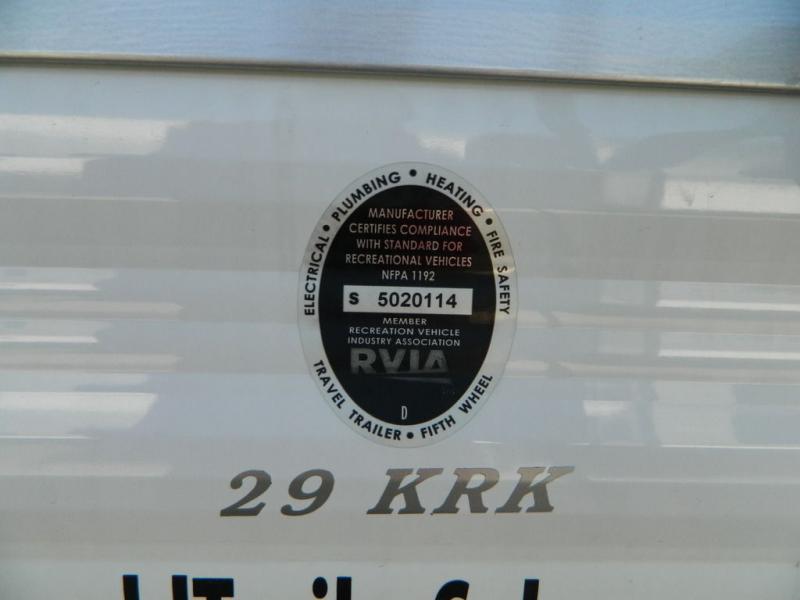 ELECTRICAL • PLUMBING • HEATING • FIRE SAFETY
MANUFACTURER
CERTIFIES COMPLIANCE
WITH STANDARD FOR
RECREATIONAL VEHICLES
NFPA 1192
S 5020114
MEMBER
RECREATION VEHICLE
INDUSTRY ASSOCIATION
RVIA
D
TRAVEL TRAILER • FIFTH WHEEL
29 KRK